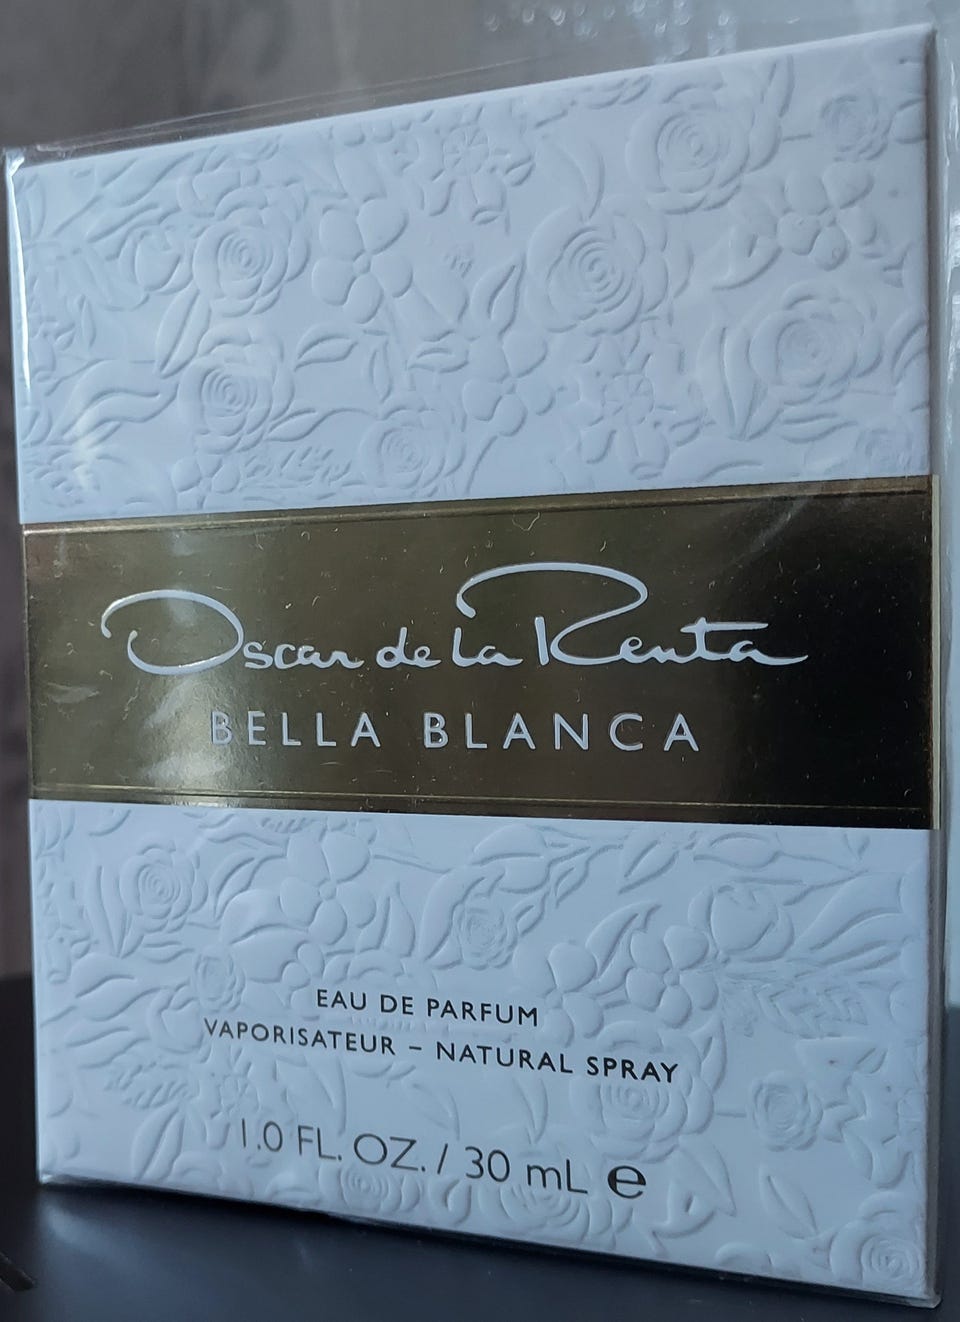 Oscar de la Renta
BELLA BLANCA
EAU DE PARFUM
VAPORISATEUR – NATURAL SPRAY
1.0 FL. OZ. / 30 mL ℮